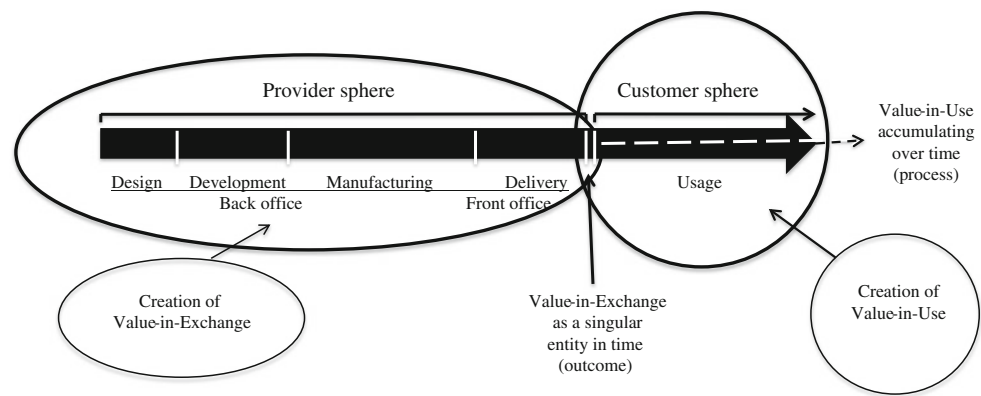 Provider sphere
Customer sphere
Value-in-Use
accumulating
over time
(process)
Design Development Manufacturing Delivery
Back office Front office
Usage
Creation of
Value-in-Exchange
Value-in-Exchange
as a singular
entity in time
(outcome)
Creation of
Value-in-Use